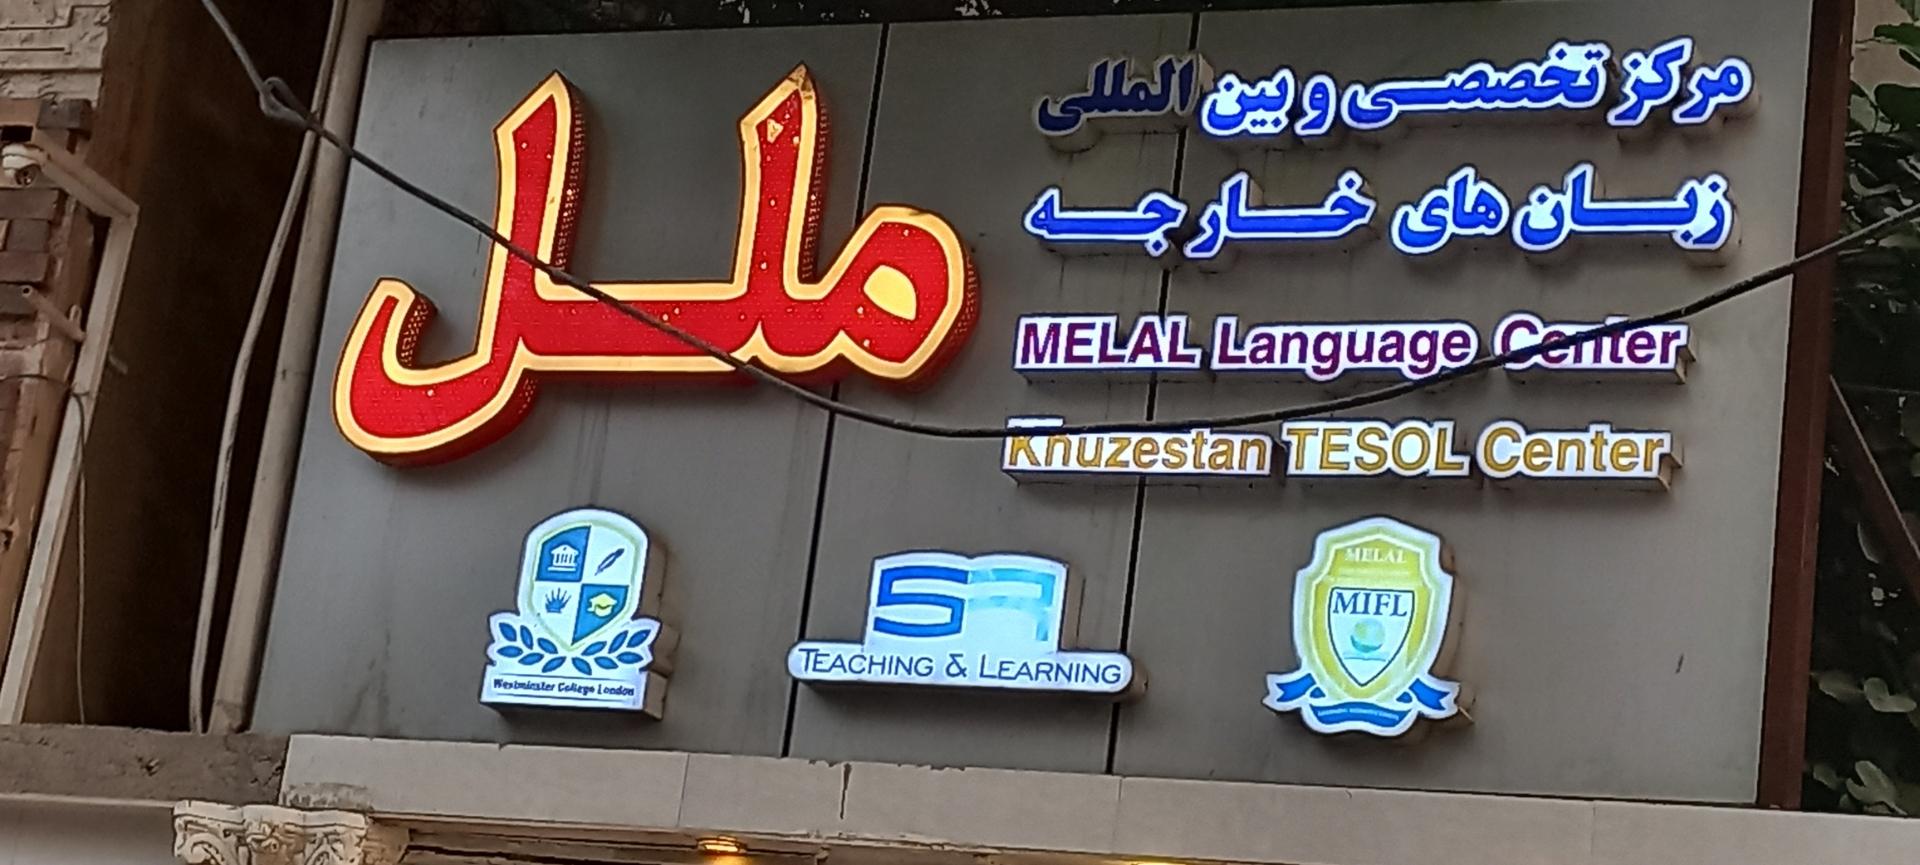 ملل
مرکز تخصصی و بین المللی
زبان های خارجه
MELAL Language Center
Khuzestan TESOL Center
Westminster College London
TEACHING & LEARNING
MELAL
MIFL